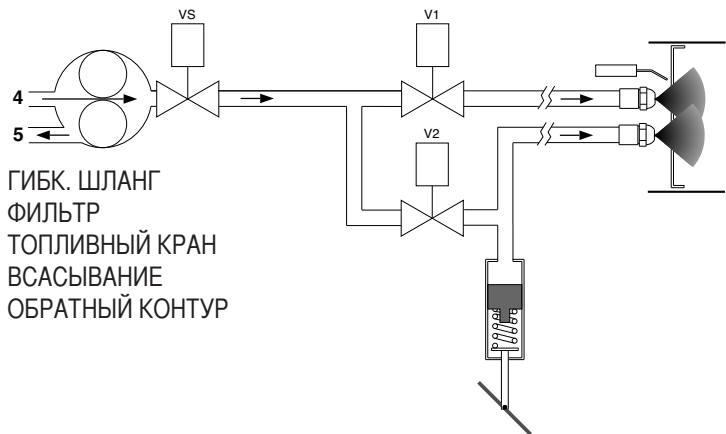 VS
V1
4
5
V2
ГИБК. ШЛАНГ
ФИЛЬТР
ТОПЛИВНЫЙ КРАН
ВСАСЫВАНИЕ
ОБРАТНЫЙ КОНТУР